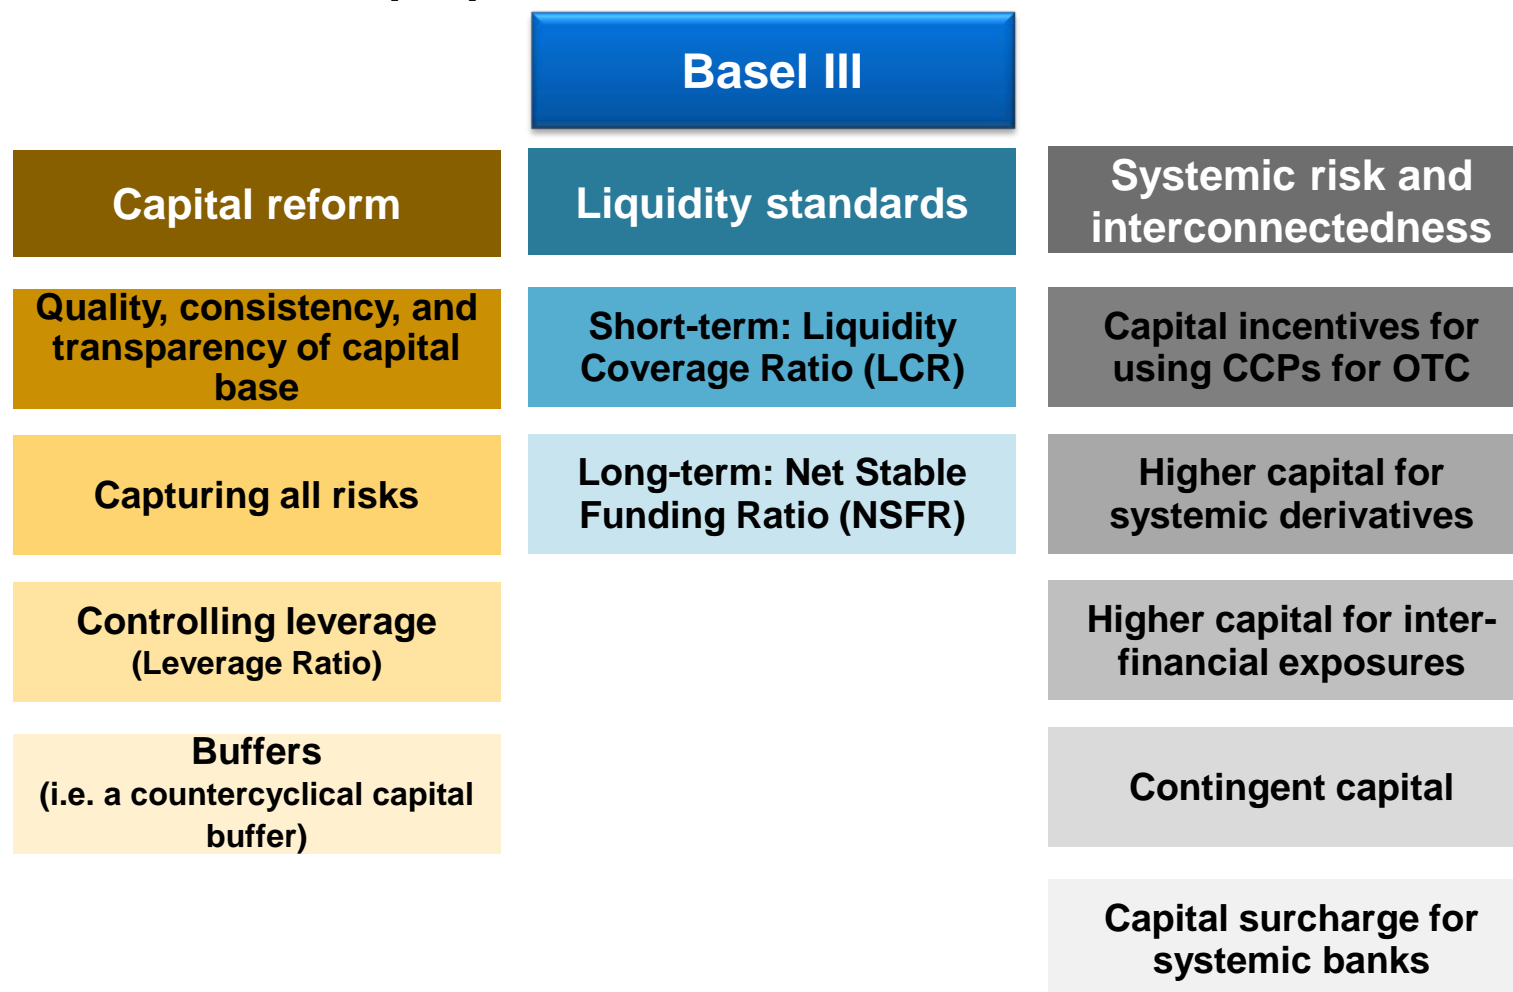 Basel III
Capital reform
Quality, consistency, and
transparency of capital
base
Capturing all risks
Controlling leverage
(Leverage Ratio)
Buffers
(i.e. a countercyclical capital
buffer)
Liquidity standards
Short-term: Liquidity
Coverage Ratio (LCR)
Long-term: Net Stable
Funding Ratio (NSFR)
Systemic risk and
interconnectedness
Capital incentives for
using CCPs for OTC
Higher capital for
systemic derivatives
Higher capital for inter-
financial exposures
Contingent capital
Capital surcharge for
systemic banks